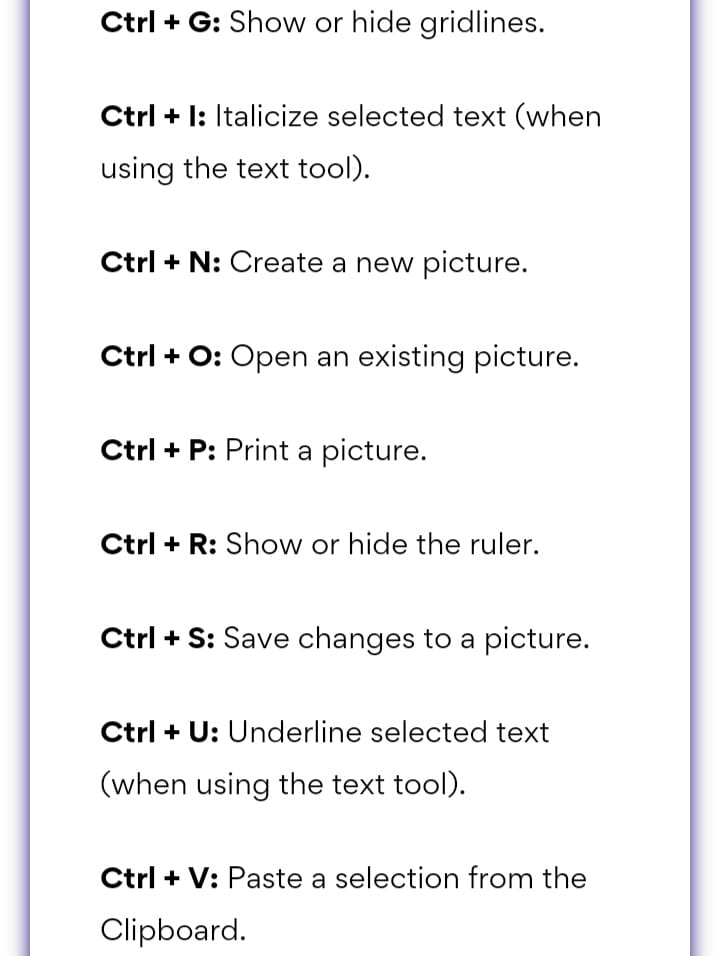 Ctrl + G: Show or hide gridlines.
Ctrl + I: Italicize selected text (when
using the text tool).
Ctrl + N: Create a new picture.
Ctrl + O: Open an existing picture.
Ctrl + P: Print a picture.
Ctrl + R: Show or hide the ruler.
Ctrl + S: Save changes to a picture.
Ctrl + U: Underline selected text
(when using the text tool).
Ctrl + V: Paste a selection from the
Clipboard.